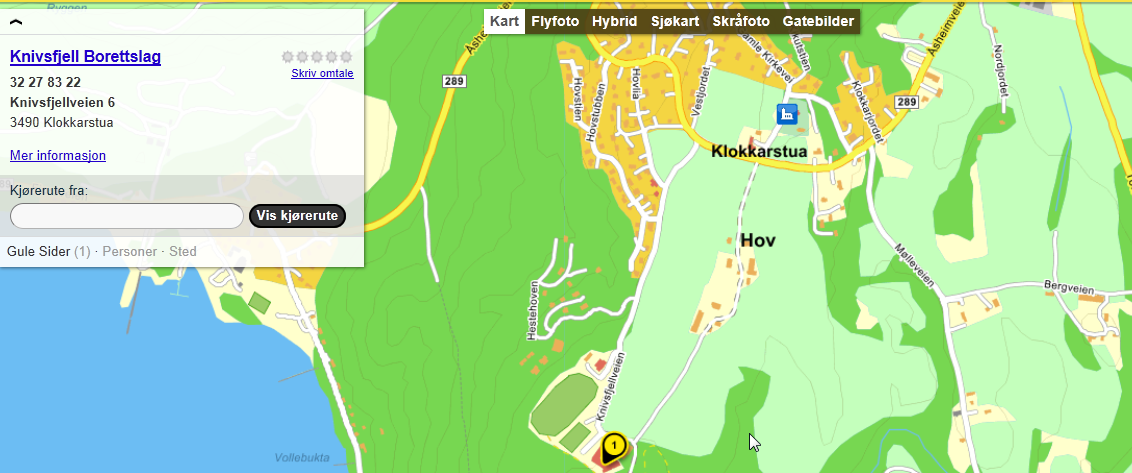 Kart Flyfoto Hybrid Sjøkart Skråfoto Gatebilder
Knivsfjell Borettslag
Skriv omtale
32 27 83 22
Knivsfjellveien 6
3490 Klokkarstua
Mer informasjon
Kjørerute fra:
Vis kjørerute
Gule Sider (1) · Personer · Sted
289
Hovslien
Hovstubben
Hovlia
Vestjordet
Kirkevei
Klokkarjordet
289
Åsheimveien
Nordjordet
Klokkarstua
Hov
Mølleveien
Bergveien
Hestehoven
Knivsfjellveien
1
Vollebukta